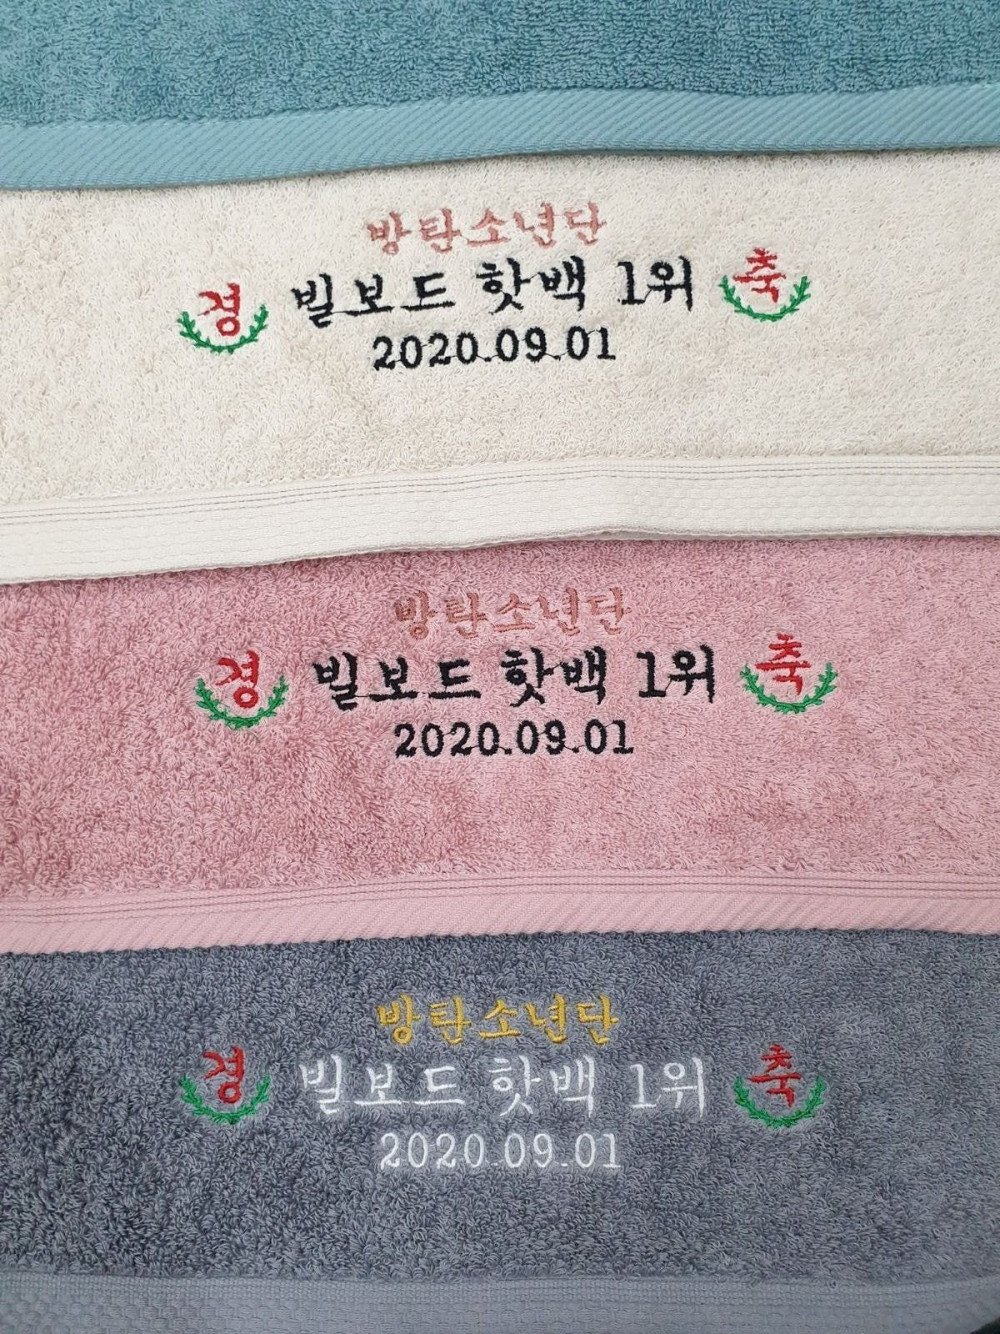 방탄소년단
경 빌보드 핫백 1위 축
2020.09.01
방탄소년단
경 빌보드 핫백 1위 축
2020.09.01
방탄소년단
경 빌보드 핫백 1위 축
2020.09.01